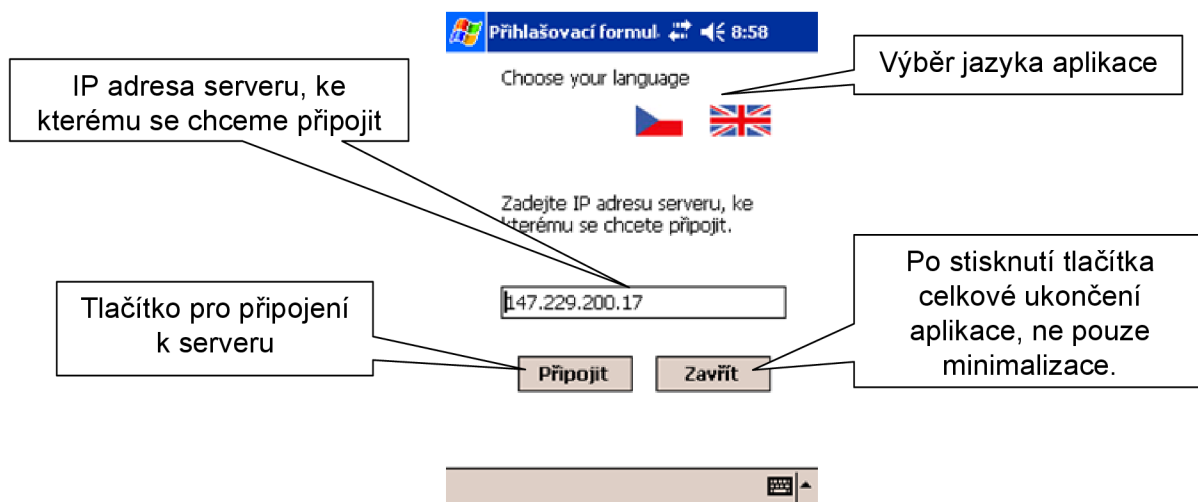 Přihlašovací formul 8:58
Choose your language
Výběr jazyka aplikace
IP adresa serveru, ke
kterému se chceme připojit
Zadejte IP adresu serveru, ke
kterému se chcete připojit.
147.229.200.17
Tlačítko pro připojení
k serveru
Po stisknutí tlačítka
celkové ukončení
aplikace, ne pouze
minimalizace.
Připojit
Zavřít